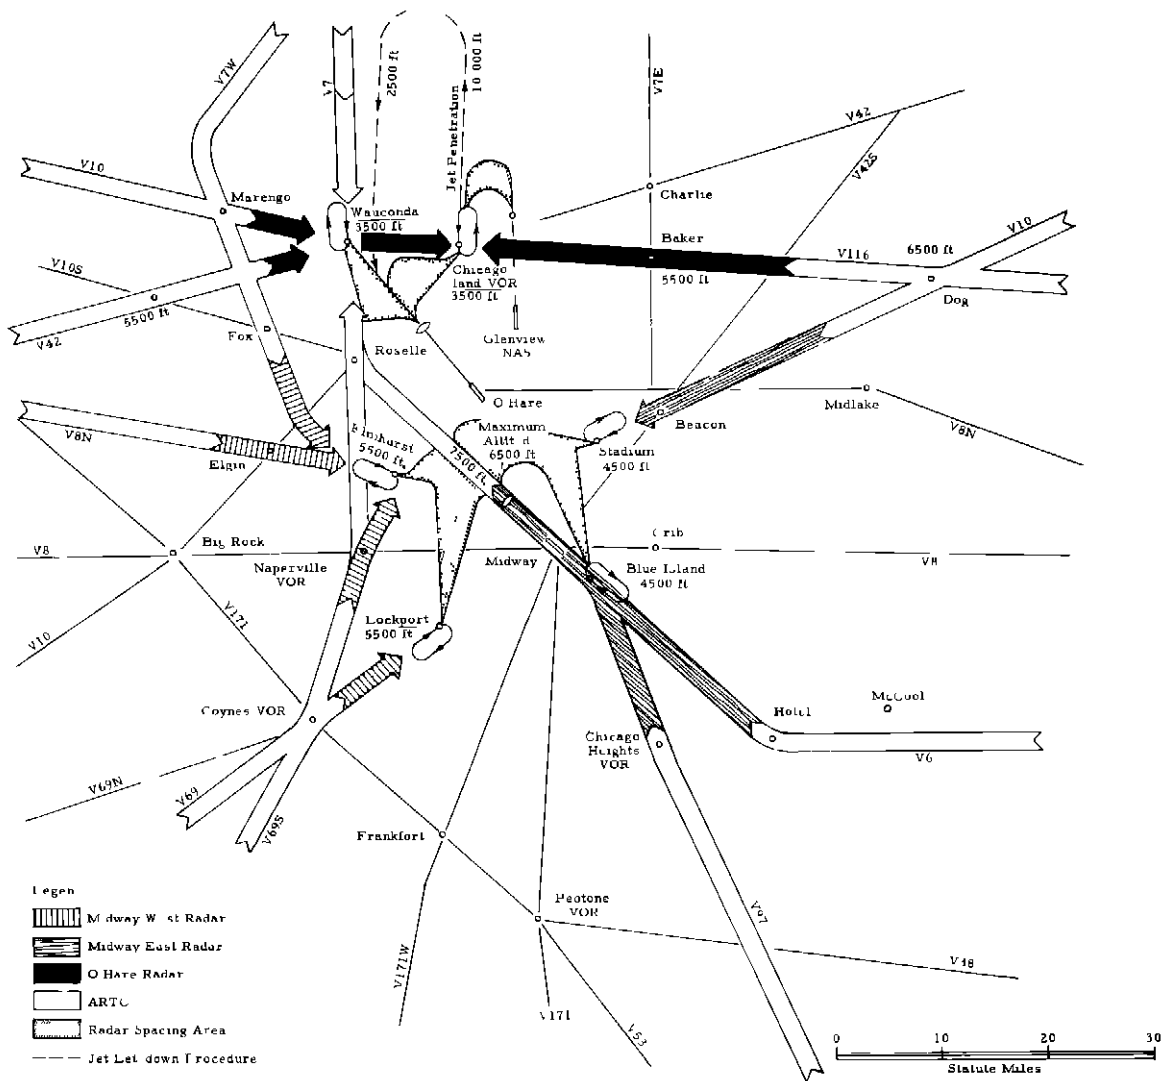 V7W
V7
2500 ft
10 000 ft
Jet Penetration
V7E
V42
V42S
V10
Marengo
Wauconda
3500 ft
Charlie
V10
V10S
Baker
V116
6500 ft
5500 ft
Chicago
land VOR
3500 ft
Dog
5500 ft
V42
Fox
Roselle
Glenview
NAS
O Hare
Midlake
V8N
Elgin
Elmhurst
5500 ft.
7500 ft.
Maximum
6500 ft
Stadium
4500 ft
Beacon
V8N
V8
Big Rock
Naperville
VOR
Midway
Blue Island
4500 ft
V8
V10
V171
Lockport
5500 ft
Coynes VOR
Chicago
Heights
VOR
Hotel
McCool
V6
V69N
V69
V69S
Frankfort
Peotone
VOR
V97
V171W
V171
V53
V48
Legen
Midway W st Radar
Midway East Radar
O Hare Radar
ARTC
Radar Spacing Area
Jet Let down Procedure
0 10 20 30
Statute Miles